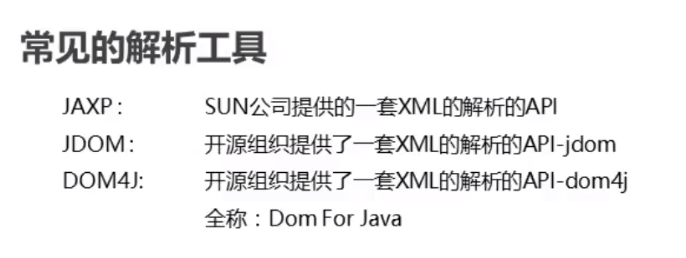 常见的解析工具
JAXP： SUN公司提供的一套XML的解析的API
JDOM： 开源组织提供了一套XML的解析的API-jdom
DOM4J: 开源组织提供了一套XML的解析的API-dom4j
全称：Dom For Java